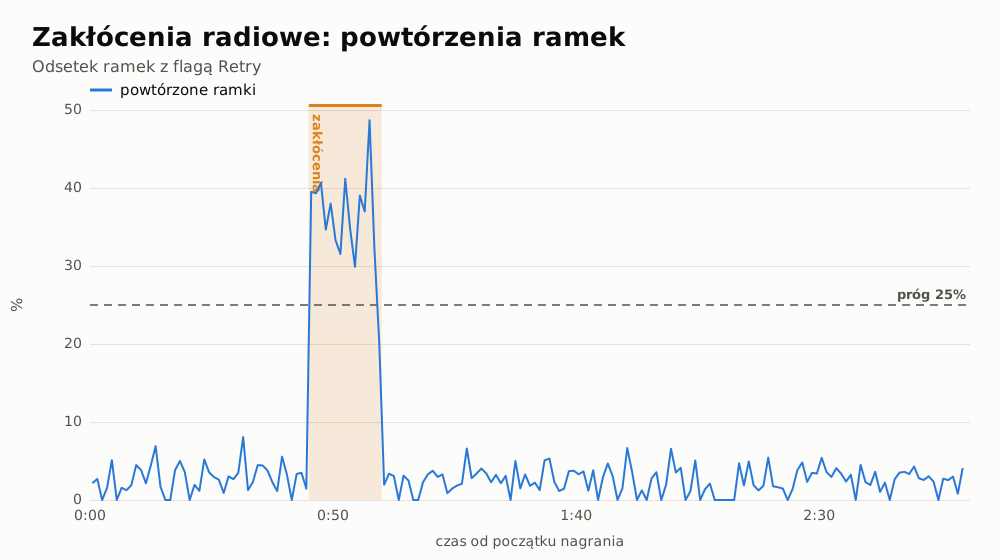 Zakłócenia radiowe: powtórzenia ramek
Odsetek ramek z flagą Retry
powtórzone ramki
50
zakłócenia
40
30
próg 25%
%
20
10
0
0:00
0:50
1:40
2:30
czas od początku nagrania